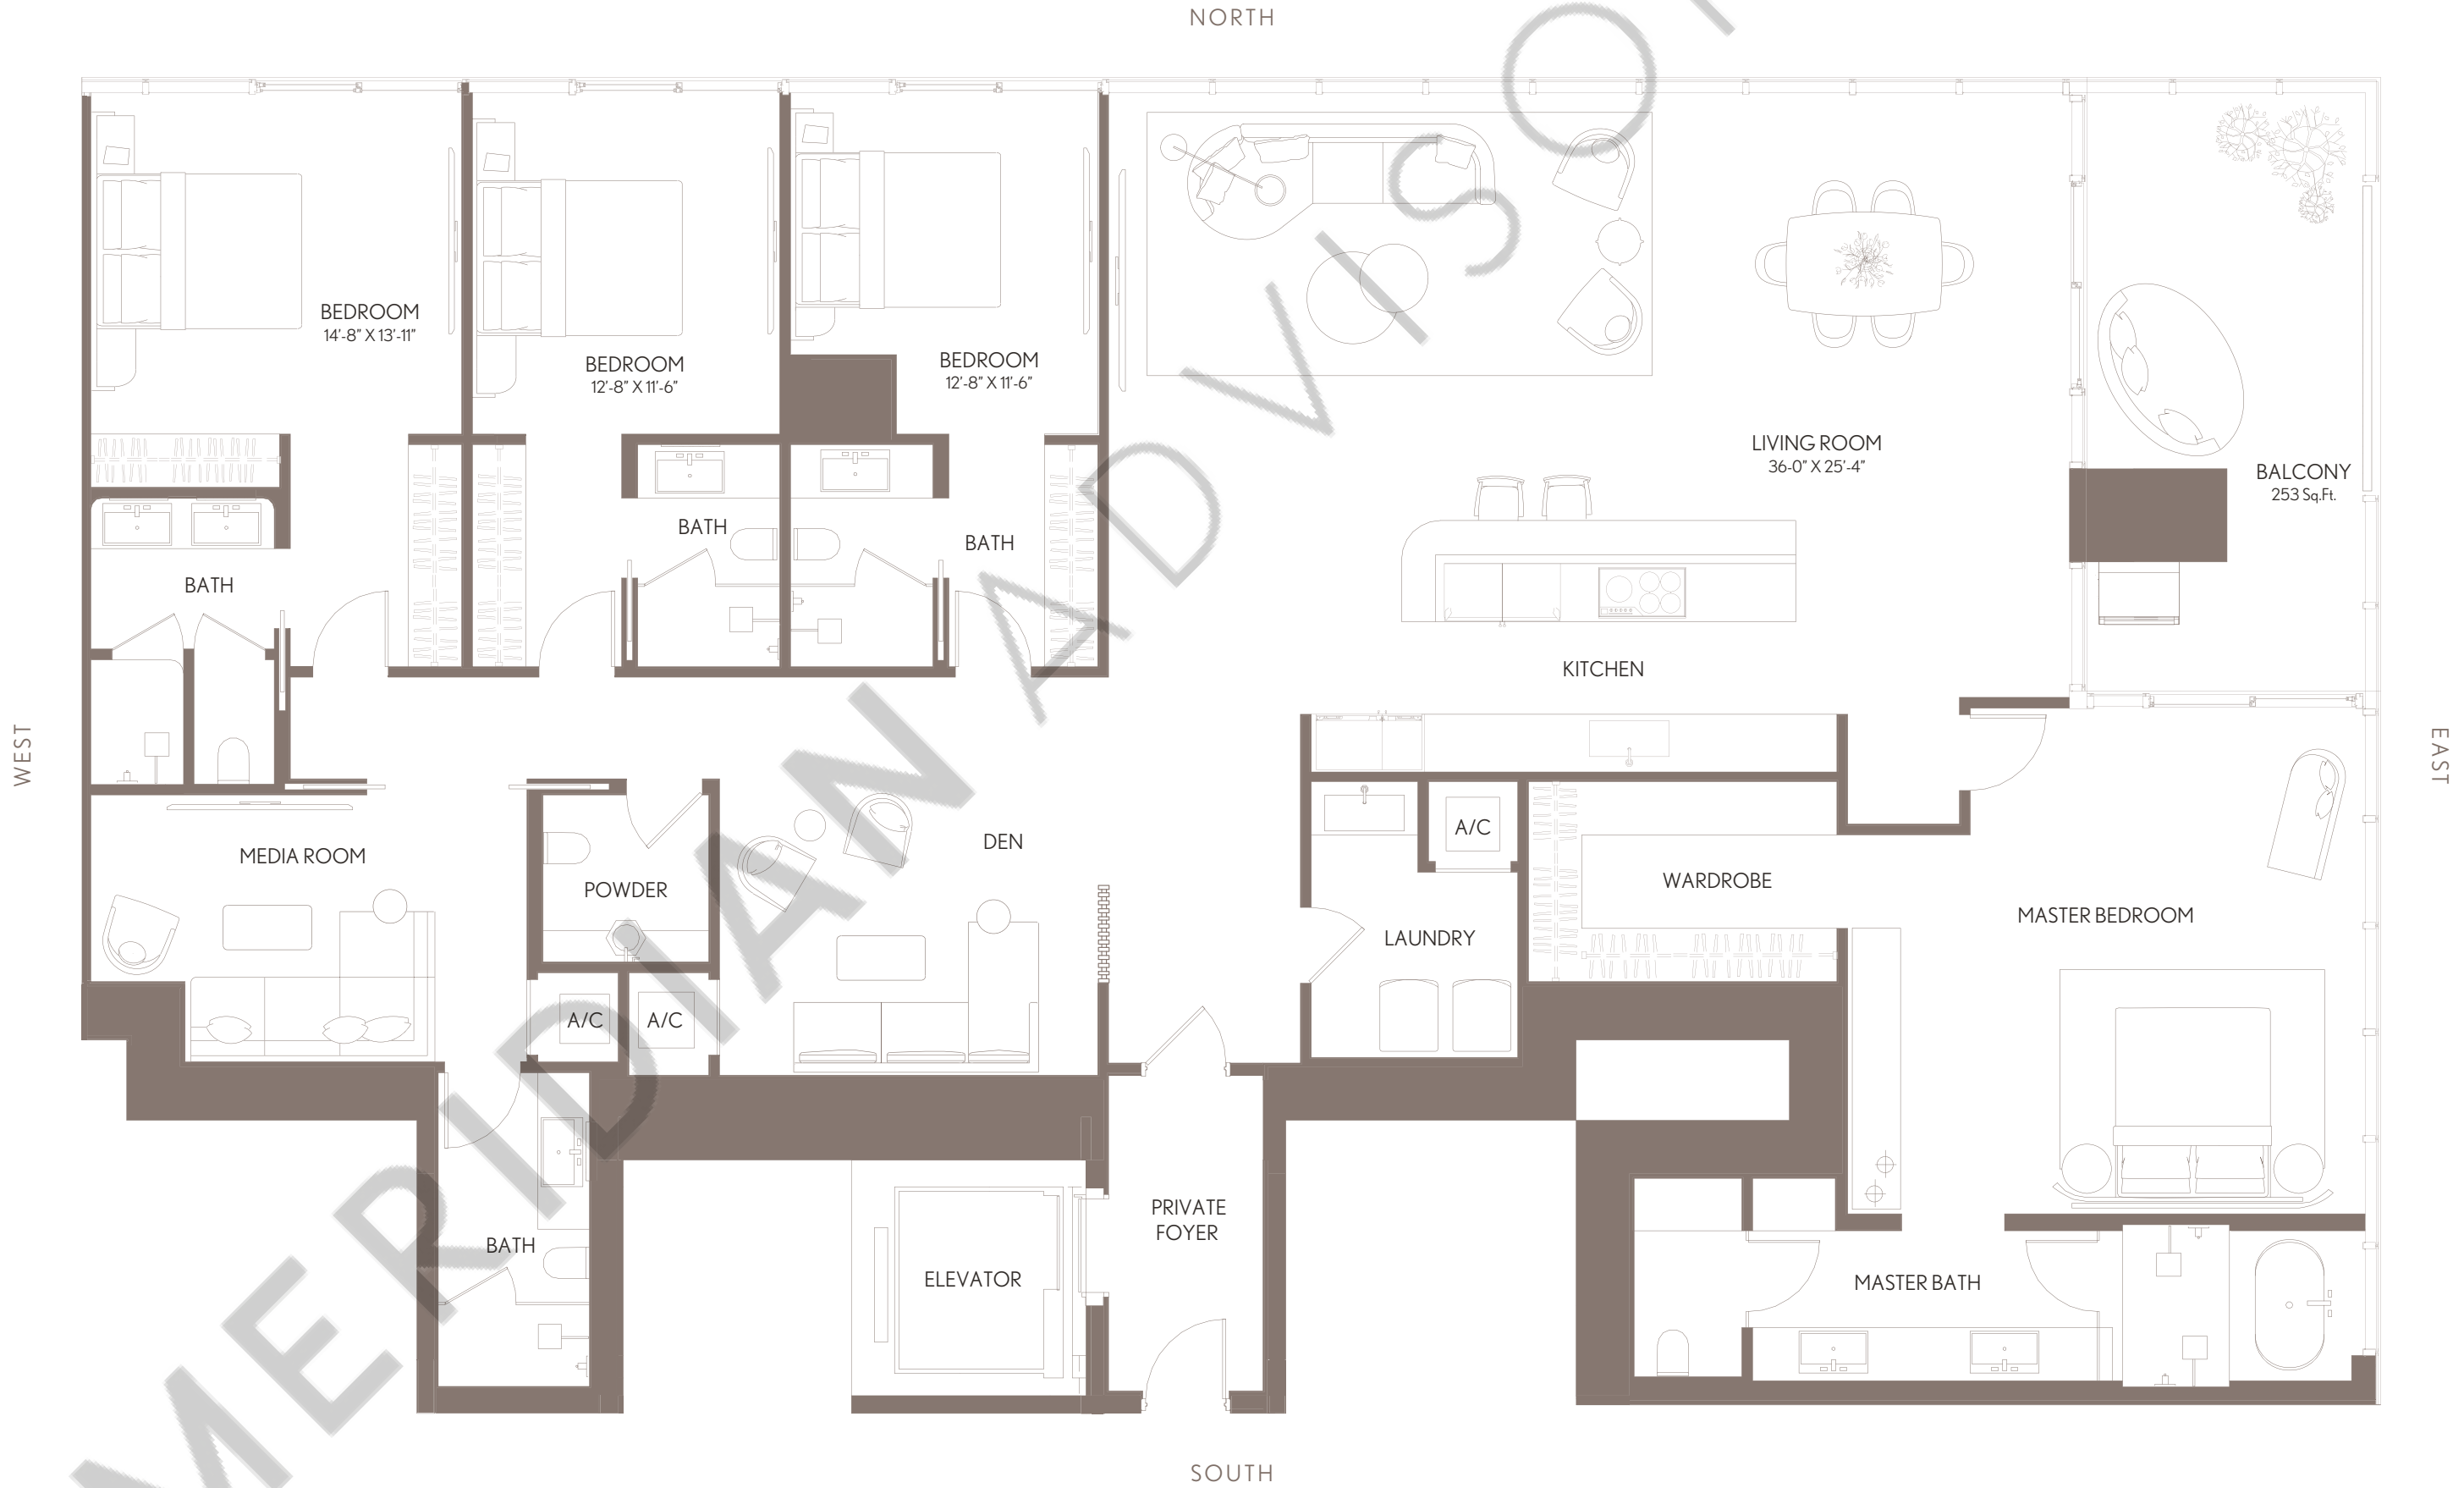 NORTH
BEDROOM
14'-8" X 13'-11"
BEDROOM
12'-8" X 11'-6"
BEDROOM
12'-8" X 11'-6"
LIVING ROOM
36-0" X 25'-4"
BALCONY
253 Sq.Ft.
BATH
BATH
BATH
KITCHEN
WEST
EAST
MEDIA ROOM
POWDER
DEN
A/C
LAUNDRY
WARDROBE
MASTER BEDROOM
A/C
A/C
PRIVATE
FOYER
BATH
ELEVATOR
MASTER BATH
SOUTH
MERIDIAN ADVISO